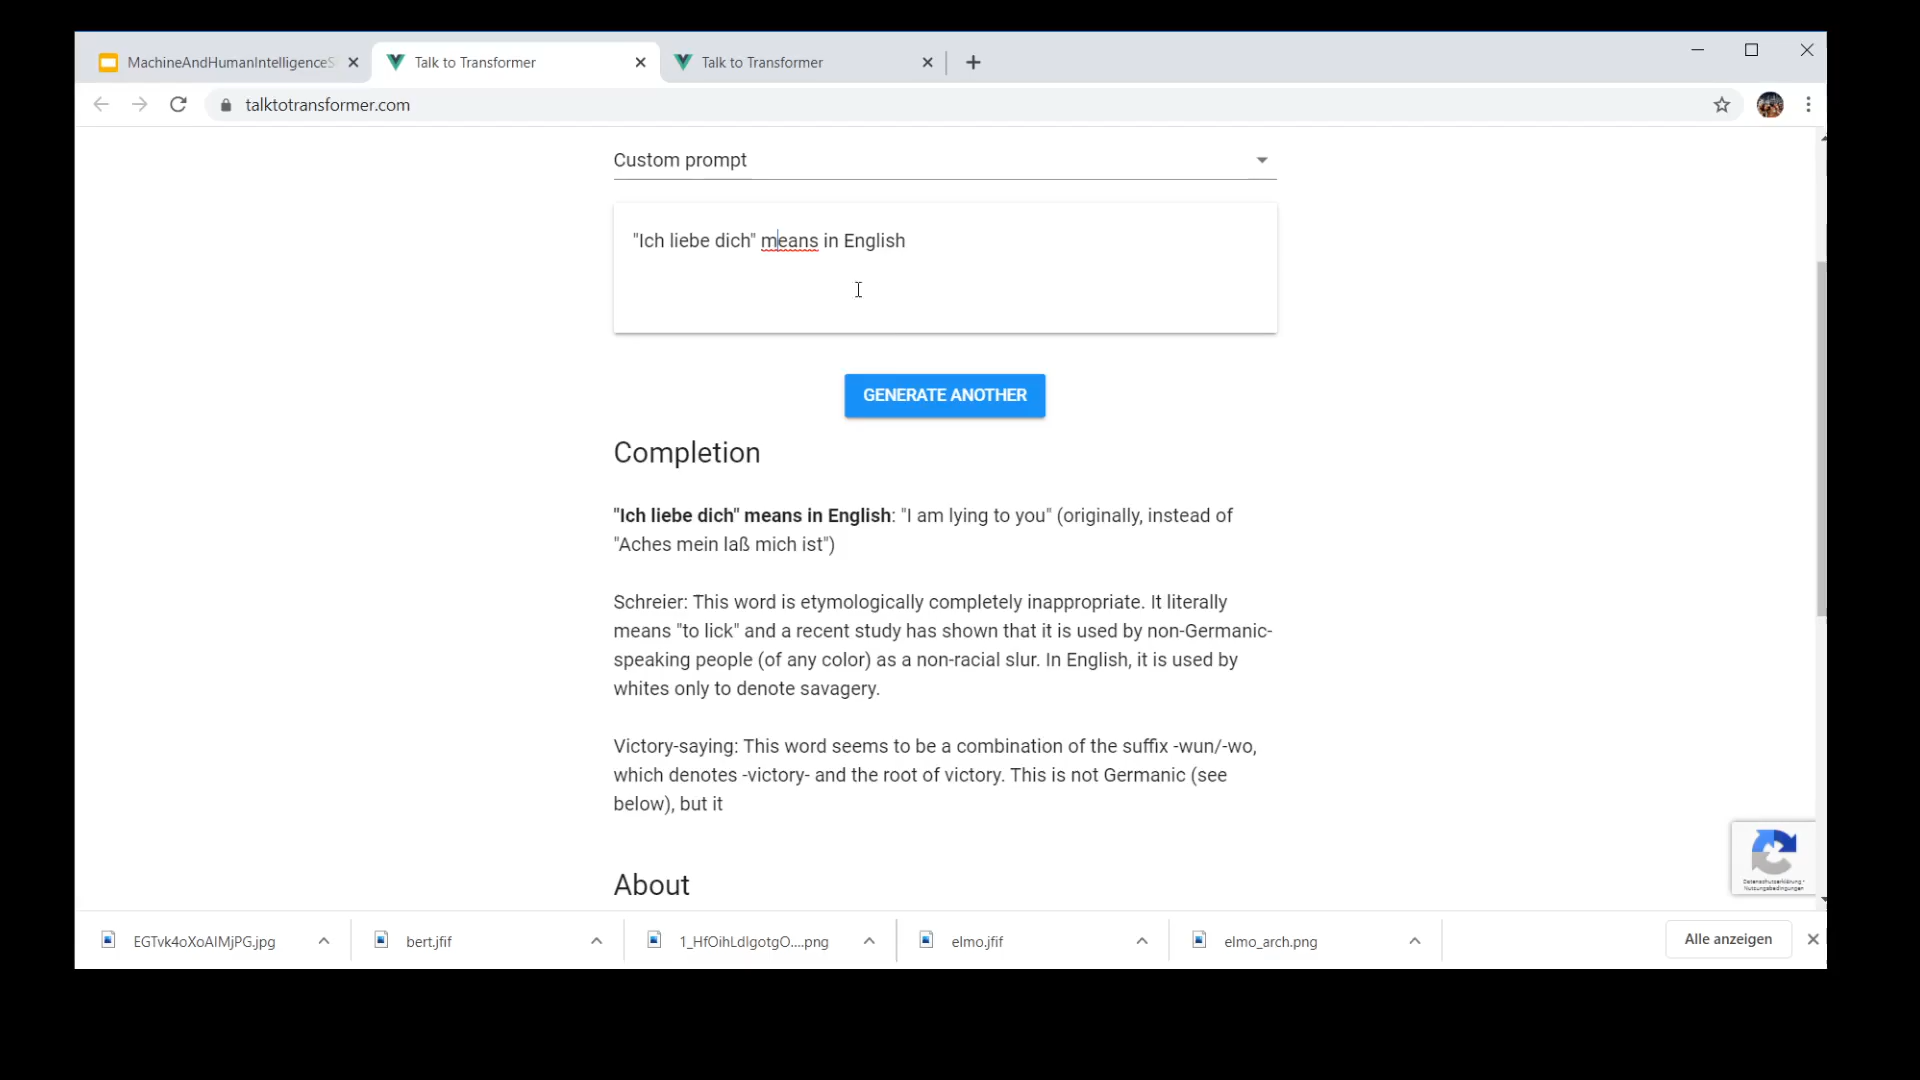 MachineAndHumanIntelligenceS
Talk to Transformer
Talk to Transformer
talktotransformer.com
Custom prompt
"Ich liebe dich" means in English
GENERATE ANOTHER
Completion
"Ich liebe dich" means in English: "I am lying to you" (originally, instead of
"Aches mein laß mich ist")
Schreier: This word is etymologically completely inappropriate. It literally
means "to lick" and a recent study has shown that it is used by non-Germanic-
speaking people (of any color) as a non-racial slur. In English, it is used by
whites only to denote savagery.
Victory-saying: This word seems to be a combination of the suffix -wun/-wo,
which denotes -victory- and the root of victory. This is not Germanic (see
below), but it
About
Datenschutzerklärung •
Nutzungsbedingungen
EGTvk4oXoAIMjPG.jpg
bert.jfif
1_HfOihLdIgotgO....png
elmo.jfif
elmo_arch.png
Alle anzeigen